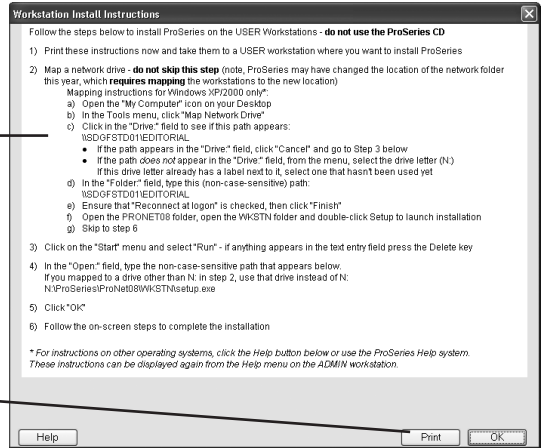 Workstation Install Instructions
Follow the steps below to install ProSeries on the USER Workstations - do not use the ProSeries CD
1) Print these instructions now and take them to a USER workstation where you want to install ProSeries
2) Map a network drive - do not skip this step (note, ProSeries may have changed the location of the network folder
this year, which requires mapping the workstations to the new location)
Mapping instructions for Windows XP/2000 only*:
a) Open the "My Computer" icon on your Desktop
b) In the Tools menu, click "Map Network Drive"
c) Click in the "Drive:" field to see if this path appears:
\\SDGFSTD01\EDITORIAL
• If the path appears in the "Drive:" field, click "Cancel" and go to Step 3 below
• If the path does not appear in the "Drive:" field, from the menu, select the drive letter (N:)
If this drive letter already has a label next to it, select one that hasn't been used yet
d) In the "Folder:" field, type this (non-case-sensitive) path:
\\SDGFSTD01\EDITORIAL
e) Ensure that "Reconnect at logon" is checked, then click "Finish"
f) Open the PRONET08 folder, open the WKSTN folder and double-click Setup to launch installation
g) Skip to step 6
3) Click on the "Start" menu and select "Run" - if anything appears in the text entry field press the Delete key
4) In the "Open:" field, type the non-case-sensitive path that appears below.
If you mapped to a drive other than N: in step 2, use that drive instead of N:
N:\ProSeries\ProNet08\WKSTN\setup.exe
5) Click "OK"
6) Follow the on-screen steps to complete the installation
* For instructions on other operating systems, click the Help button below or use the ProSeries Help system.
These instructions can be displayed again from the Help menu on the ADMIN workstation.
Help
Print
OK